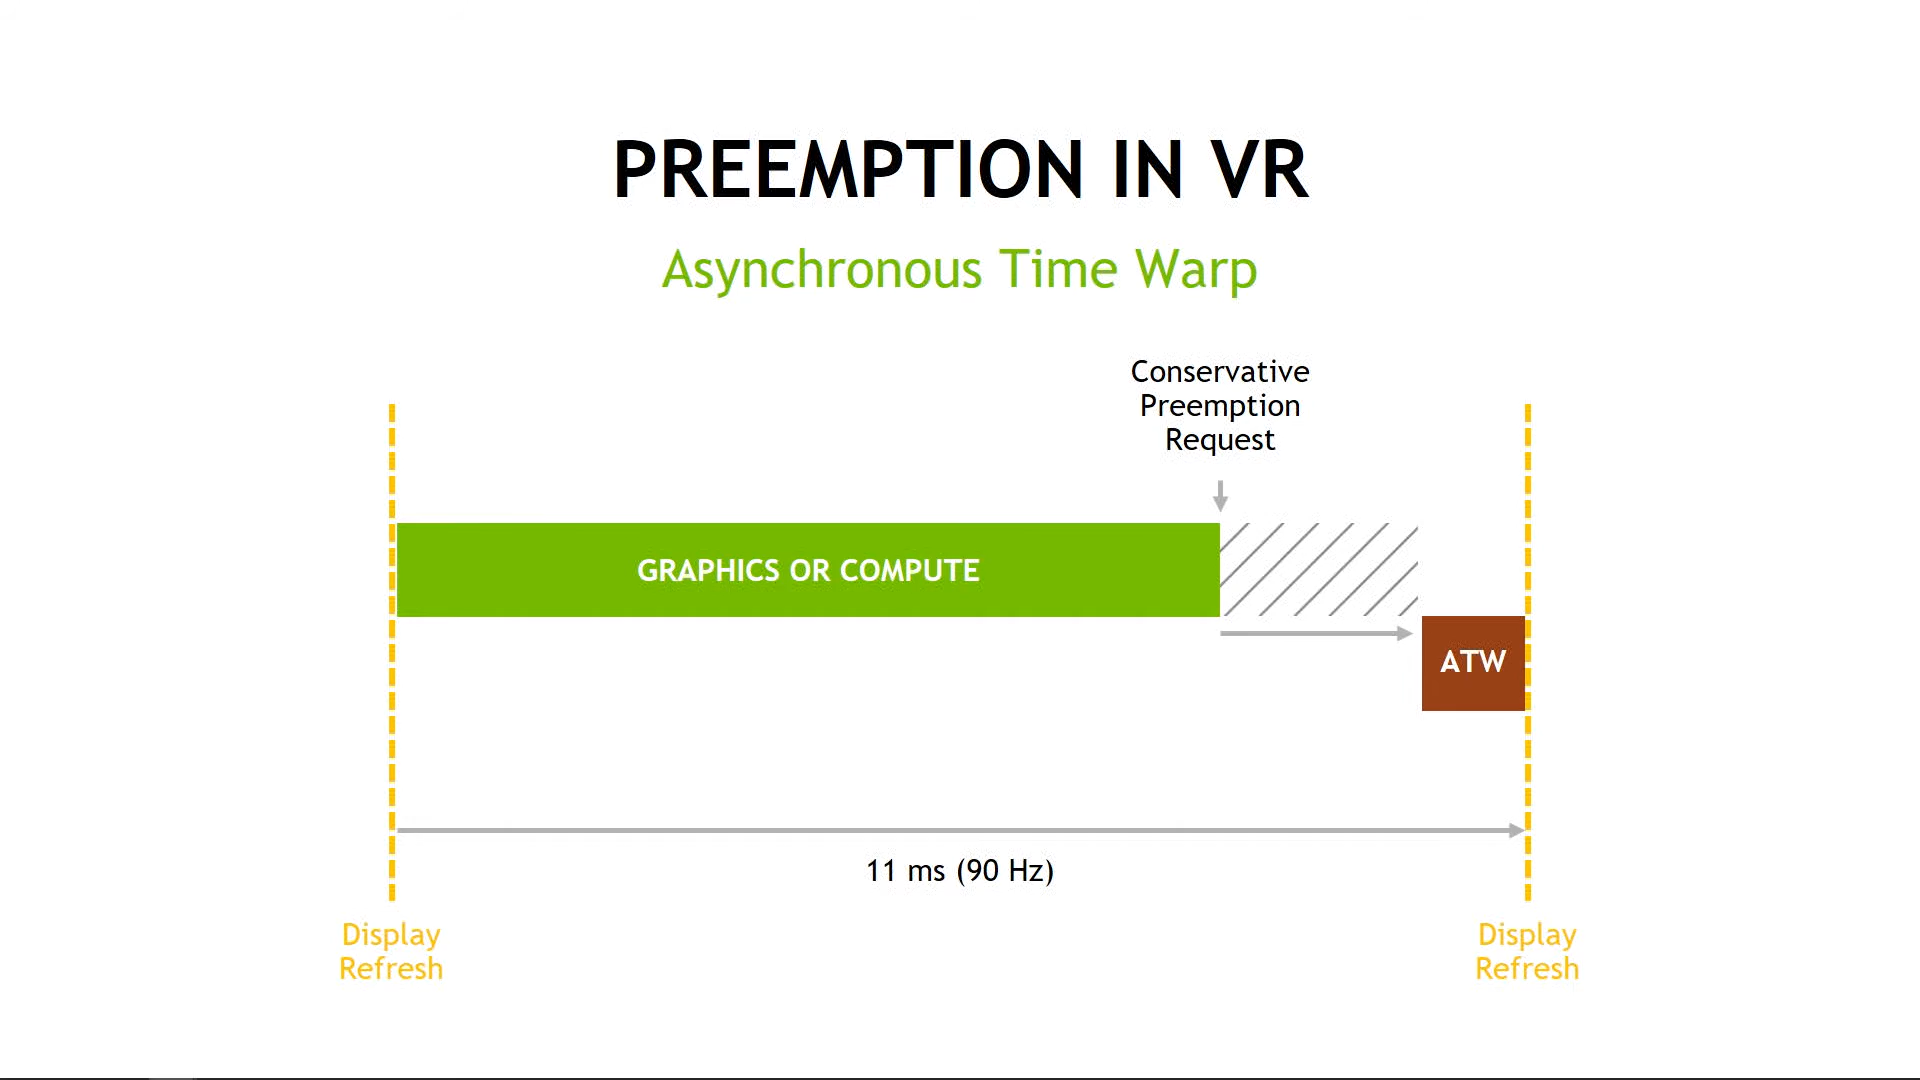 PREEMPTION IN VR
Asynchronous Time Warp
Conservative
Preemption
Request
GRAPHICS OR COMPUTE
ATW
11 ms (90 Hz)
Display
Refresh
Display
Refresh